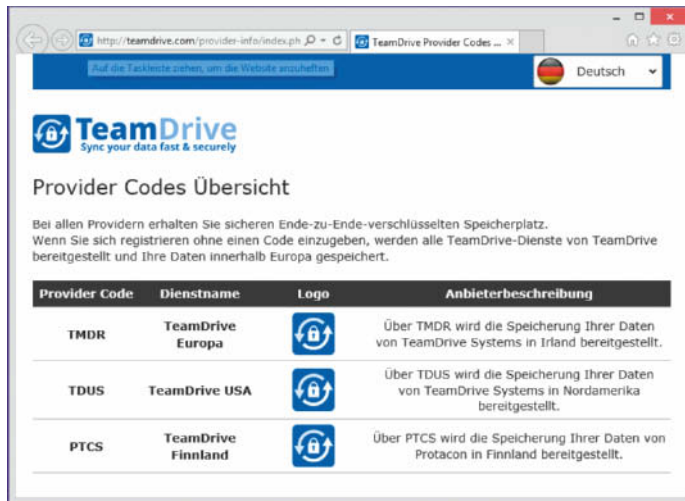 http://teamdrive.com/provider-info/index.ph
TeamDrive Provider Codes ...
Auf die Taskleiste ziehen, um die Website anzuheften
Deutsch
TeamDrive
Sync your data fast & securely
Provider Codes Übersicht
Bei allen Providern erhalten Sie sicheren Ende-zu-Ende-verschlüsselten Speicherplatz.
Wenn Sie sich registrieren ohne einen Code einzugeben, werden alle TeamDrive-Dienste von TeamDrive
bereitgestellt und Ihre Daten innerhalb Europa gespeichert.
Provider Code Dienstname Logo Anbieterbeschreibung
TMDR TeamDrive Europa Über TMDR wird die Speicherung Ihrer Daten
von TeamDrive Systems in Irland bereitgestellt.
TDUS TeamDrive USA Über TDUS wird die Speicherung Ihrer Daten
von TeamDrive Systems in Nordamerika
bereitgestellt.
PTCS TeamDrive Finnland Über PTCS wird die Speicherung Ihrer Daten von
Protacon in Finnland bereitgestellt.